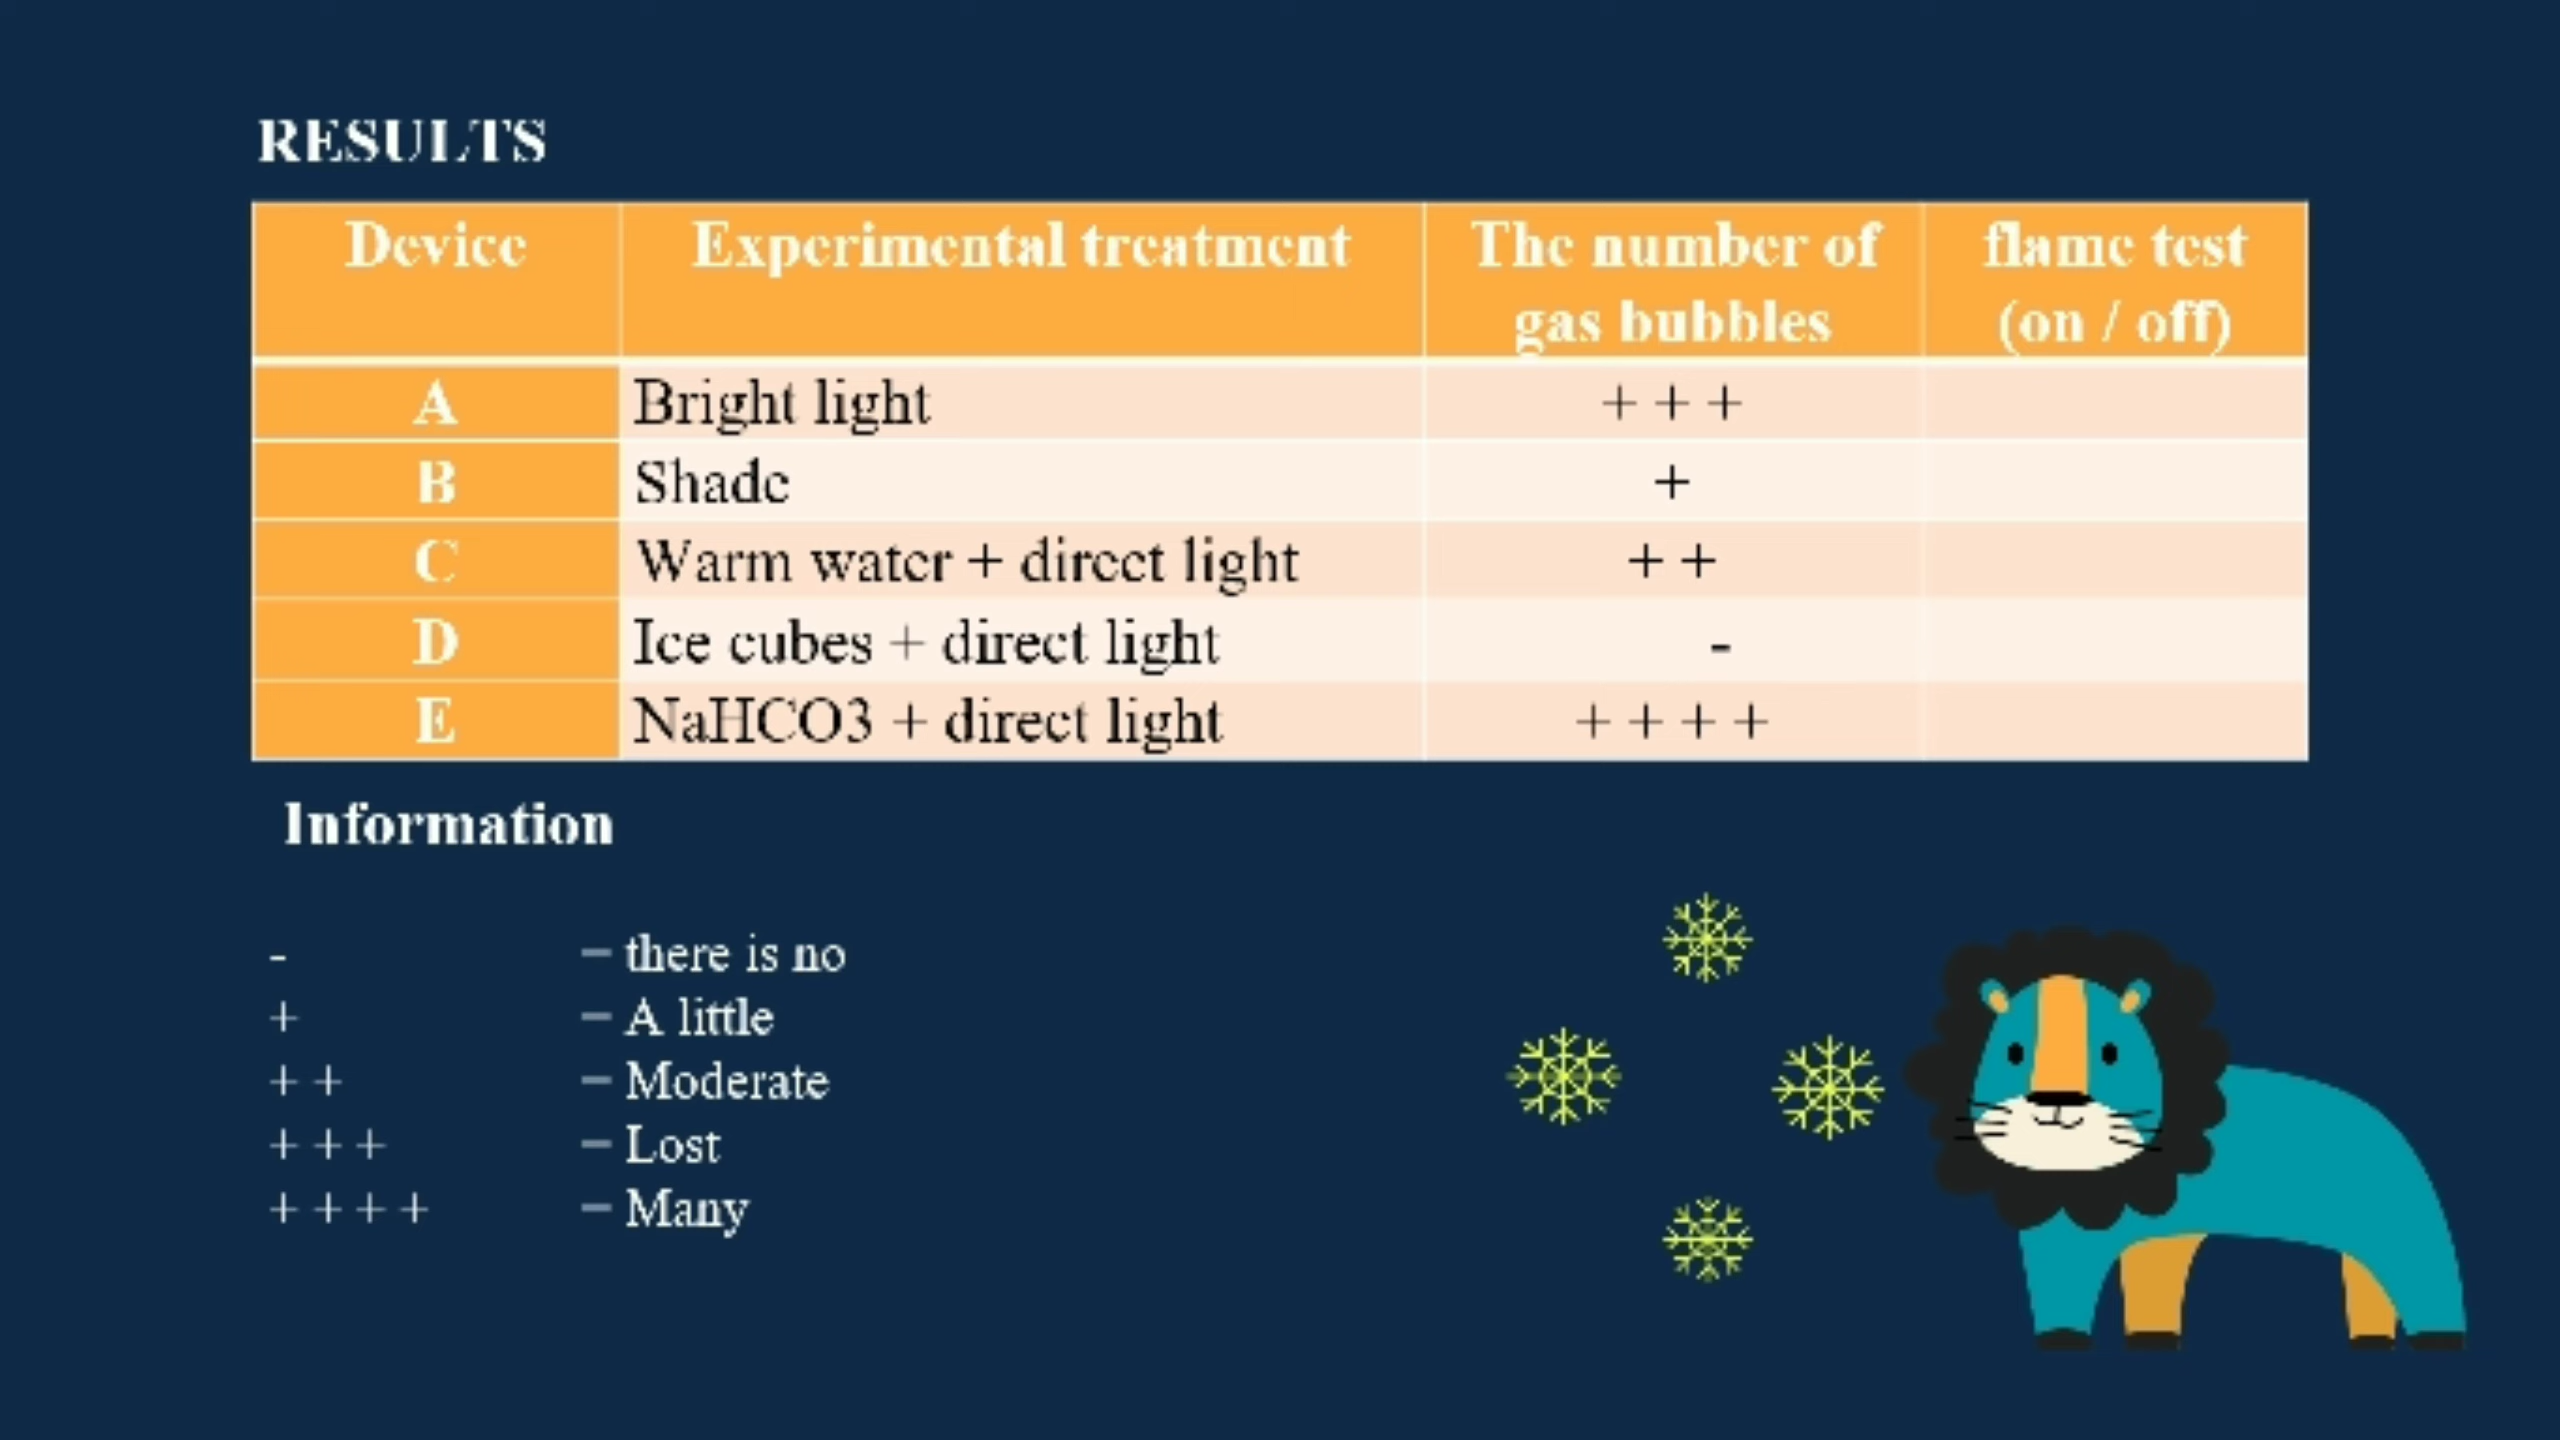 RESULTS
Device Experimental treatment The number of gas bubbles flame test (on / off)
A Bright light + + +
B Shade +
C Warm water + direct light + +
D Ice cubes + direct light -
E NaHCO3 + direct light + + + +
Information
- – there is no
+ – A little
+ + – Moderate
+ + + – Lost
+ + + + – Many